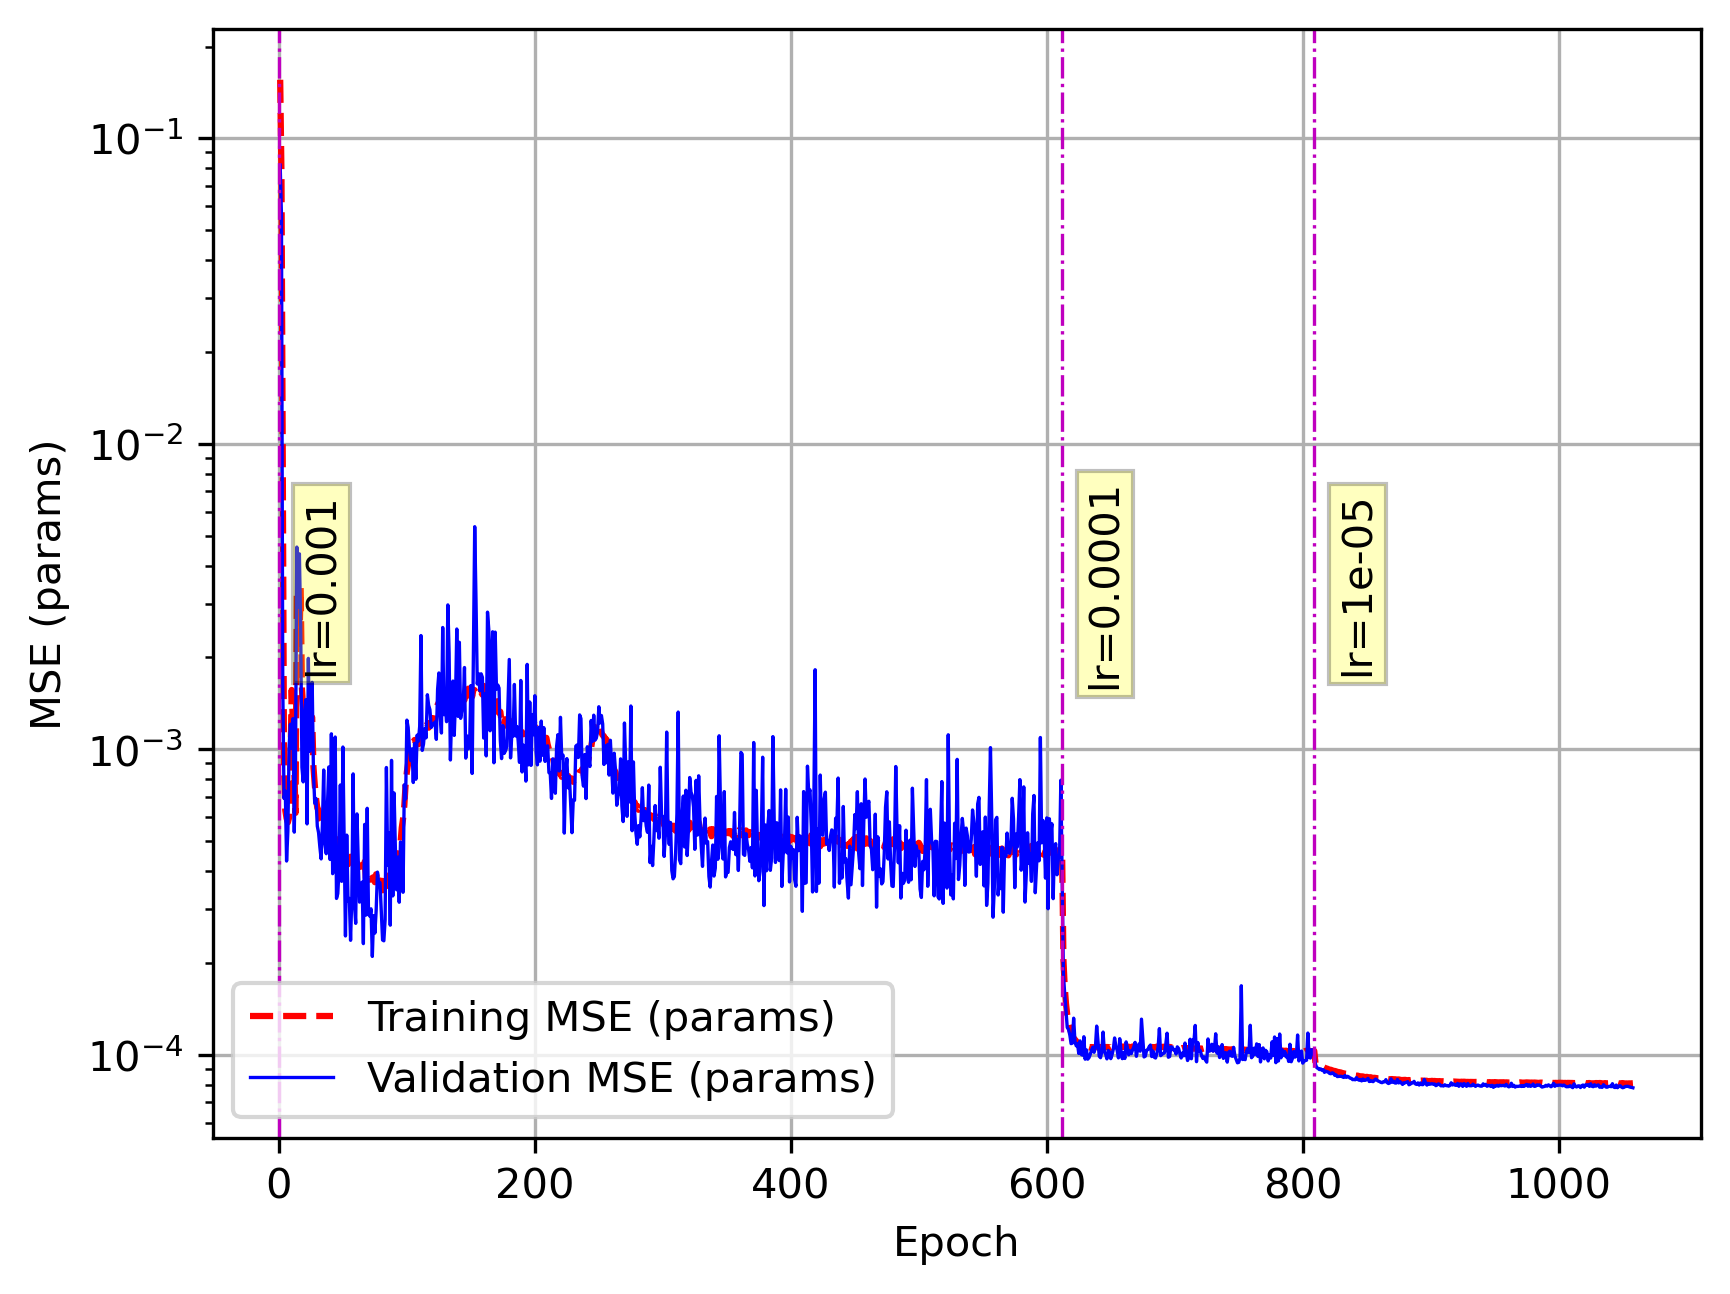 10⁻¹
10⁻²
10⁻³
10⁻⁴
MSE (params)
lr=0.001
lr=0.0001
lr=1e-05
Training MSE (params)
Validation MSE (params)
0 200 400 600 800 1000
Epoch